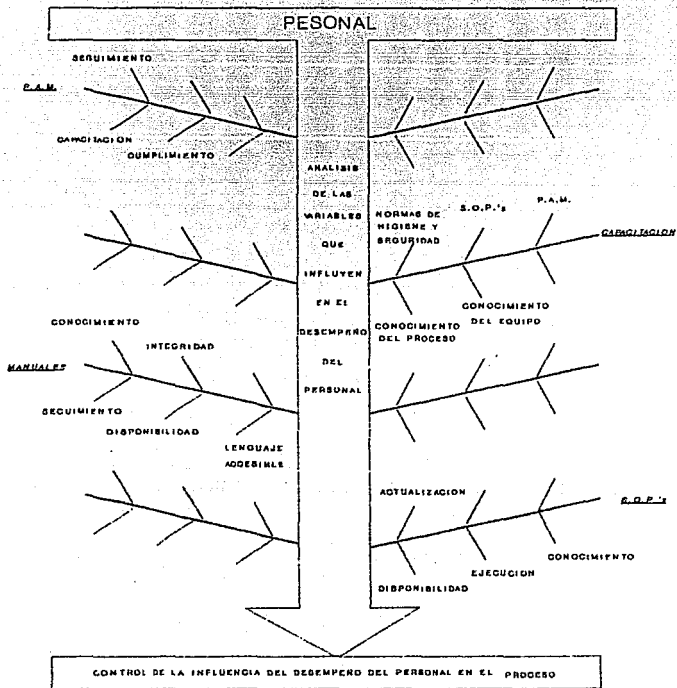 PESONAL
SEGUIMIENTO
P.A.M.
CAPACITACION
CUMPLIMIENTO
ANALISIS
DE LAS
VARIABLES
QUE
INFLUYEN
EN EL
DESEMPEÑO
DEL
PERSONAL
NORMAS DE
HIGIENE Y
SEGURIDAD
S.O.P.'s
P.A.M.
CAPACITACION
CONOCIMIENTO
DEL PROCESO
CONOCIMIENTO
DEL EQUIPO
CONOCIMIENTO
INTEGRIDAD
MANUALES
SEGUIMIENTO
DISPONIBILIDAD
LENGUAJE
ACCESIBLE
ACTUALIZACION
S.O.P.'s
CONOCIMIENTO
EJECUCION
DISPONIBILIDAD
CONTROL DE LA INFLUENCIA DEL DESEMPEÑO DEL PERSONAL EN EL PROCESO